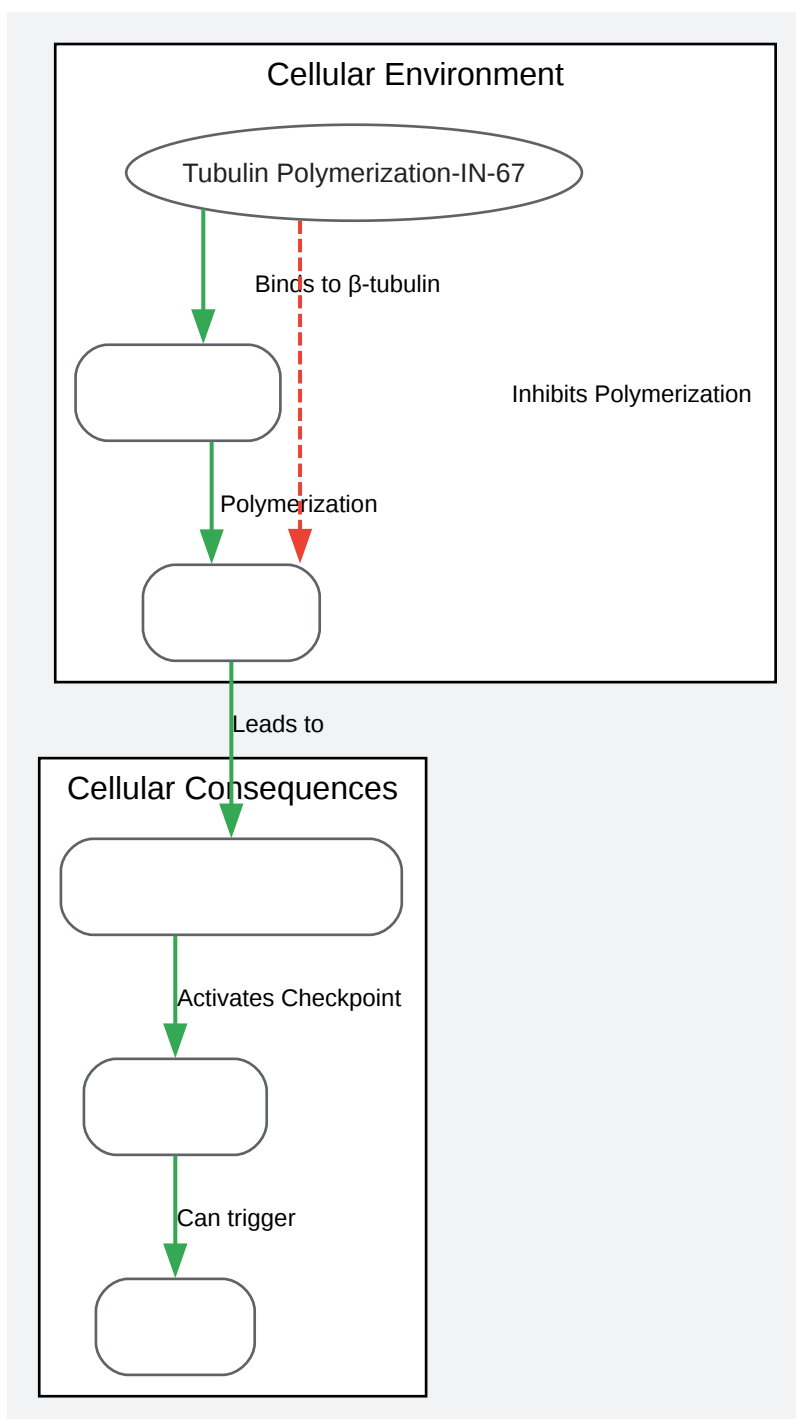 Cellular Environment
Tubulin Polymerization-IN-67
Binds to β-tubulin
Inhibits Polymerization
Polymerization
Leads to
Cellular Consequences
Activates Checkpoint
Can trigger